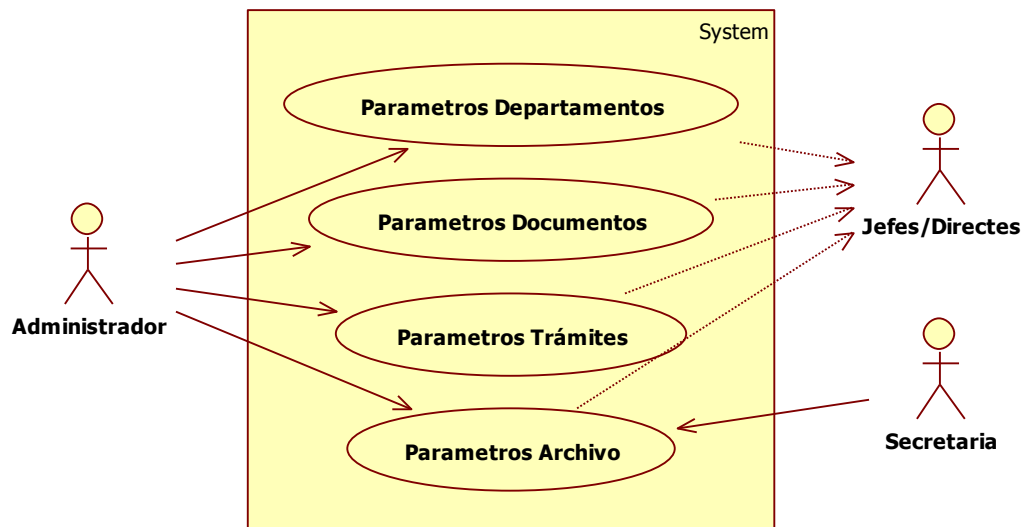 System
Parametros Departamentos
Parametros Documentos
Jefes/Directes
Administrador
Parametros Trámites
Secretaria
Parametros Archivo